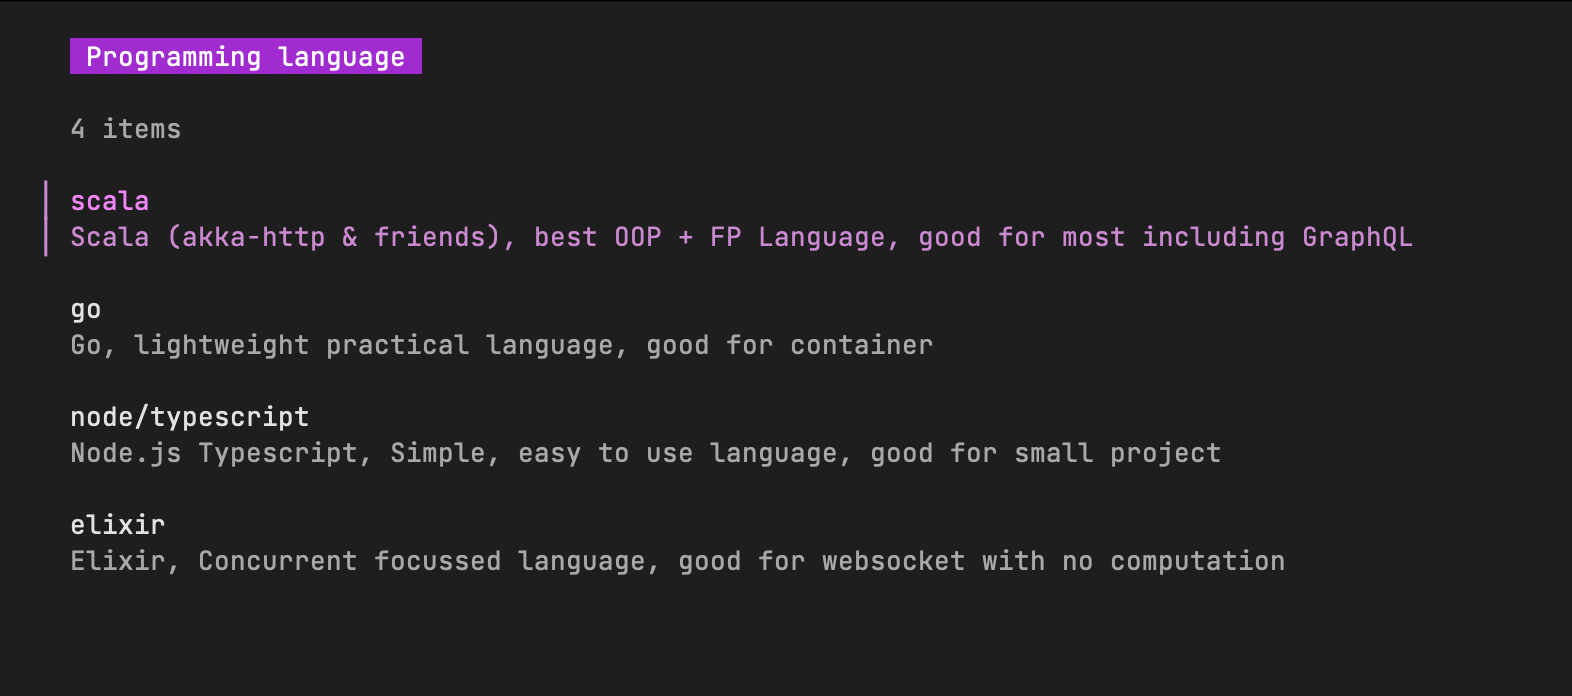 Programming language
4 items
scala
Scala (akka-http & friends), best OOP + FP Language, good for most including GraphQL
go
Go, lightweight practical language, good for container
node/typescript
Node.js Typescript, Simple, easy to use language, good for small project
elixir
Elixir, Concurrent focussed language, good for websocket with no computation